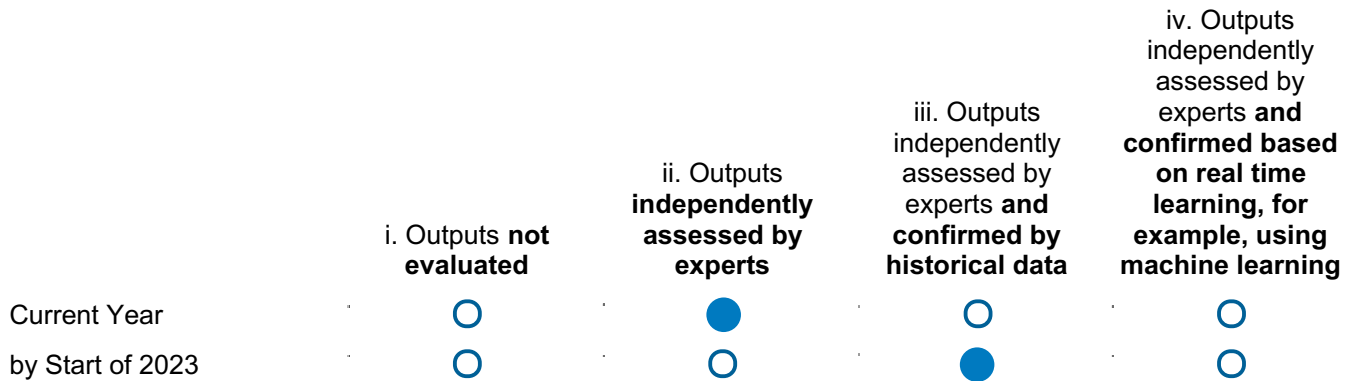 i. Outputs not
evaluated
ii. Outputs
independently
assessed by
experts
iii. Outputs
independently
assessed by
experts and
confirmed by
historical data
iv. Outputs
independently
assessed by
experts and
confirmed based
on real time
learning, for
example, using
machine learning
Current Year
by Start of 2023